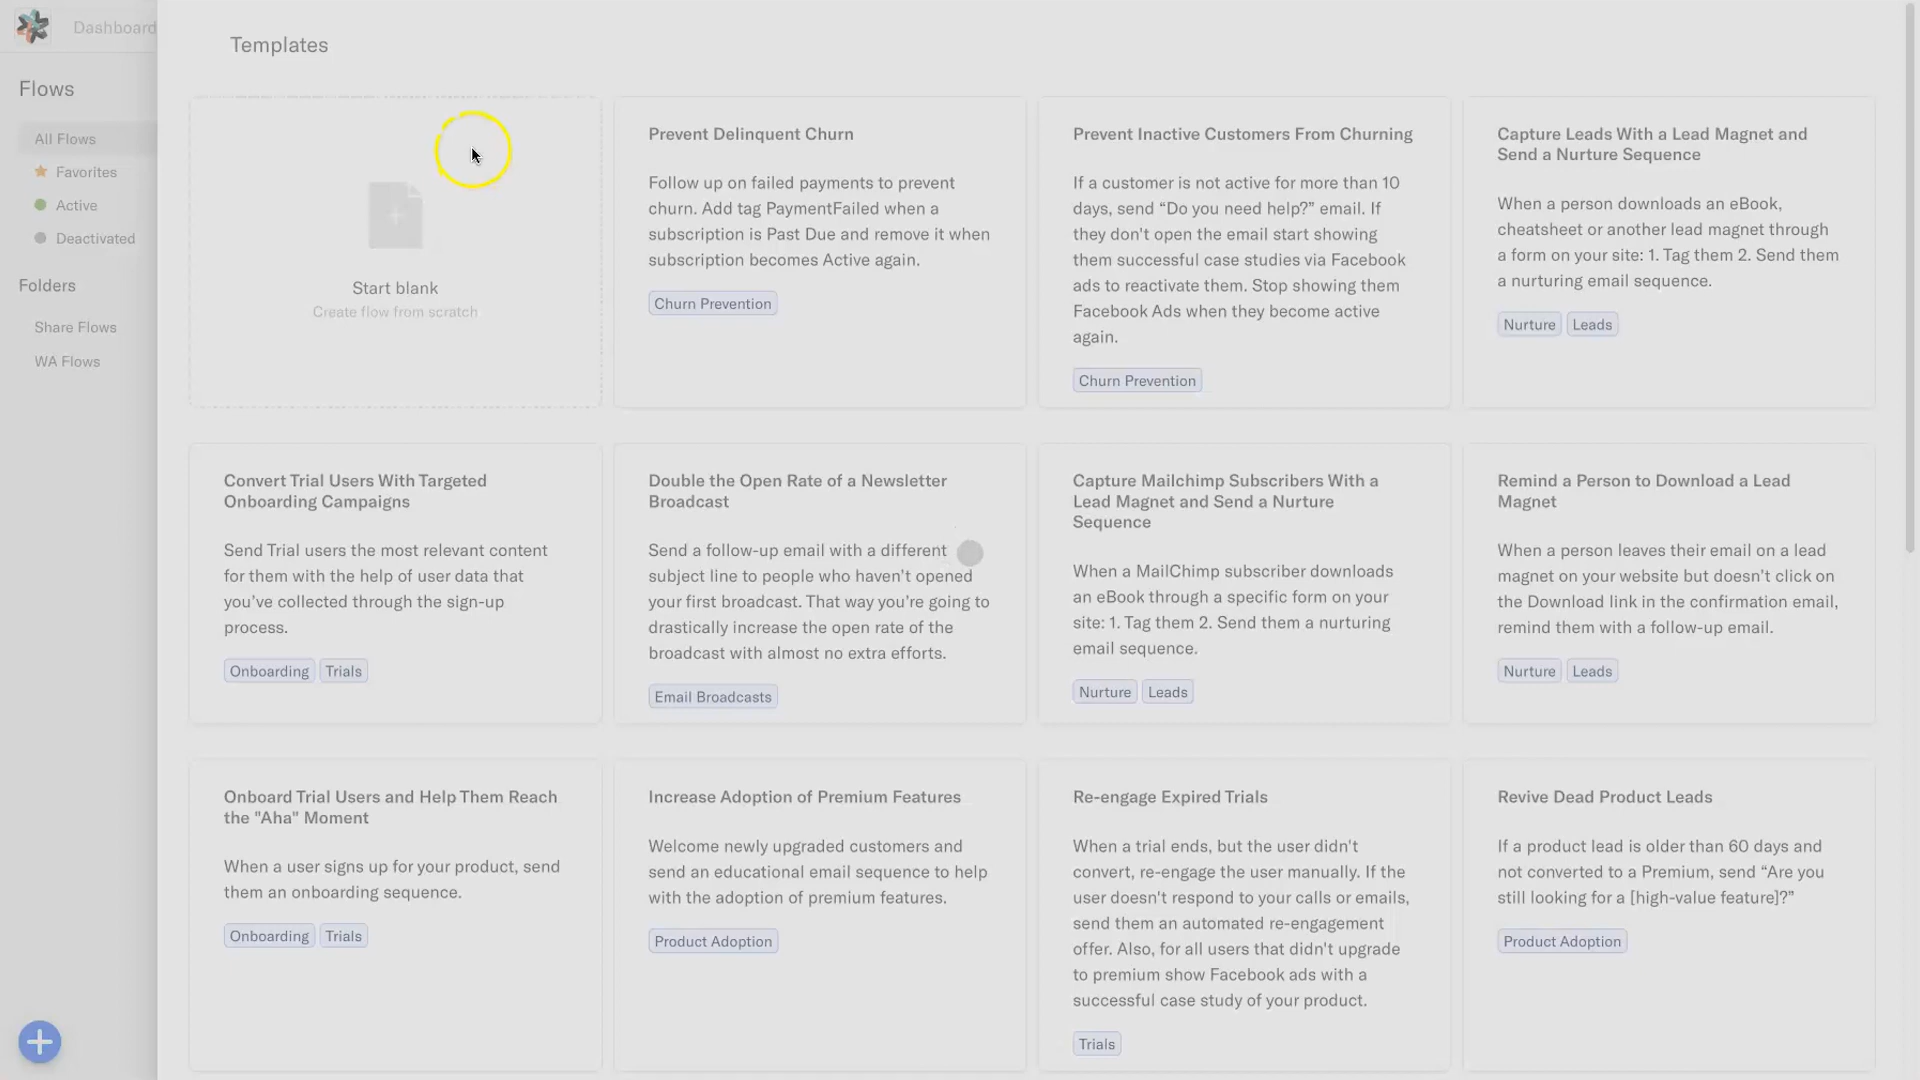 Dashboard
Flows
All Flows
Favorites
Active
Deactivated
Folders
Share Flows
WA Flows
Templates
Start blank
Create flow from scratch
Prevent Delinquent Churn
Follow up on failed payments to prevent
churn. Add tag PaymentFailed when a
subscription is Past Due and remove it when
subscription becomes Active again.
Churn Prevention
Prevent Inactive Customers From Churning
If a customer is not active for more than 10
days, send “Do you need help?” email. If
they don't open the email start showing
them successful case studies via Facebook
ads to reactivate them. Stop showing them
Facebook Ads when they become active
again.
Churn Prevention
Capture Leads With a Lead Magnet and
Send a Nurture Sequence
When a person downloads an eBook,
cheatsheet or another lead magnet through
a form on your site: 1. Tag them 2. Send them
a nurturing email sequence.
Nurture Leads
Convert Trial Users With Targeted
Onboarding Campaigns
Send Trial users the most relevant content
for them with the help of user data that
you’ve collected through the sign-up
process.
Onboarding Trials
Double the Open Rate of a Newsletter
Broadcast
Send a follow-up email with a different
subject line to people who haven’t opened
your first broadcast. That way you’re going to
drastically increase the open rate of the
broadcast with almost no extra efforts.
Email Broadcasts
Capture Mailchimp Subscribers With a
Lead Magnet and Send a Nurture
Sequence
When a MailChimp subscriber downloads
an eBook through a specific form on your
site: 1. Tag them 2. Send them a nurturing
email sequence.
Nurture Leads
Remind a Person to Download a Lead
Magnet
When a person leaves their email on a lead
magnet on your website but doesn’t click on
the Download link in the confirmation email,
remind them with a follow-up email.
Nurture Leads
Onboard Trial Users and Help Them Reach
the "Aha" Moment
When a user signs up for your product, send
them an onboarding sequence.
Onboarding Trials
Increase Adoption of Premium Features
Welcome newly upgraded customers and
send an educational email sequence to help
with the adoption of premium features.
Product Adoption
Re-engage Expired Trials
When a trial ends, but the user didn't
convert, re-engage the user manually. If the
user doesn't respond to your calls or emails,
send them an automated re-engagement
offer. Also, for all users that didn't upgrade
to premium show Facebook ads with a
successful case study of your product.
Trials
Revive Dead Product Leads
If a product lead is older than 60 days and
not converted to a Premium, send “Are you
still looking for a [high-value feature]?”
Product Adoption